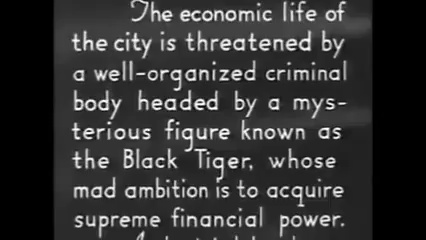 The economic life of
the city is threatened by
a well-organized criminal
body headed by a mys-
terious figure known as
the Black Tiger, whose
mad ambition is to acquire
supreme financial power.